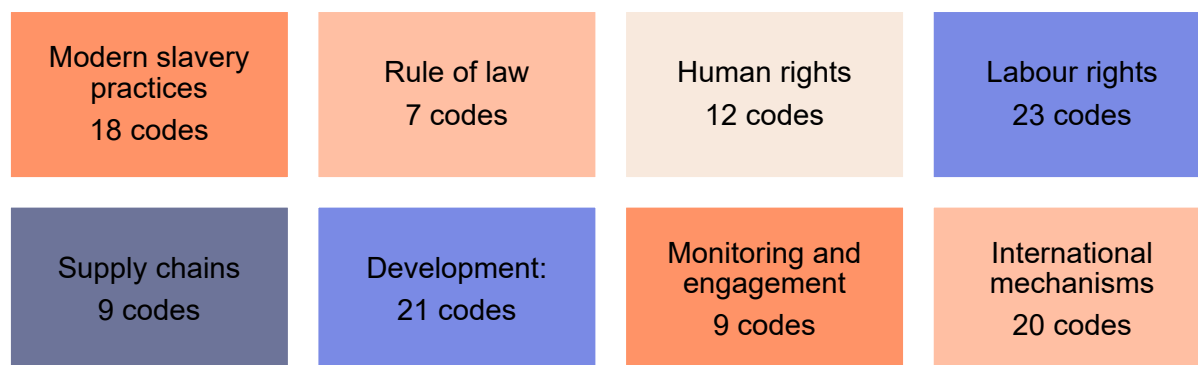 Modern slavery
practices
18 codes
Rule of law
7 codes
Human rights
12 codes
Labour rights
23 codes
Supply chains
9 codes
Development:
21 codes
Monitoring and
engagement
9 codes
International
mechanisms
20 codes